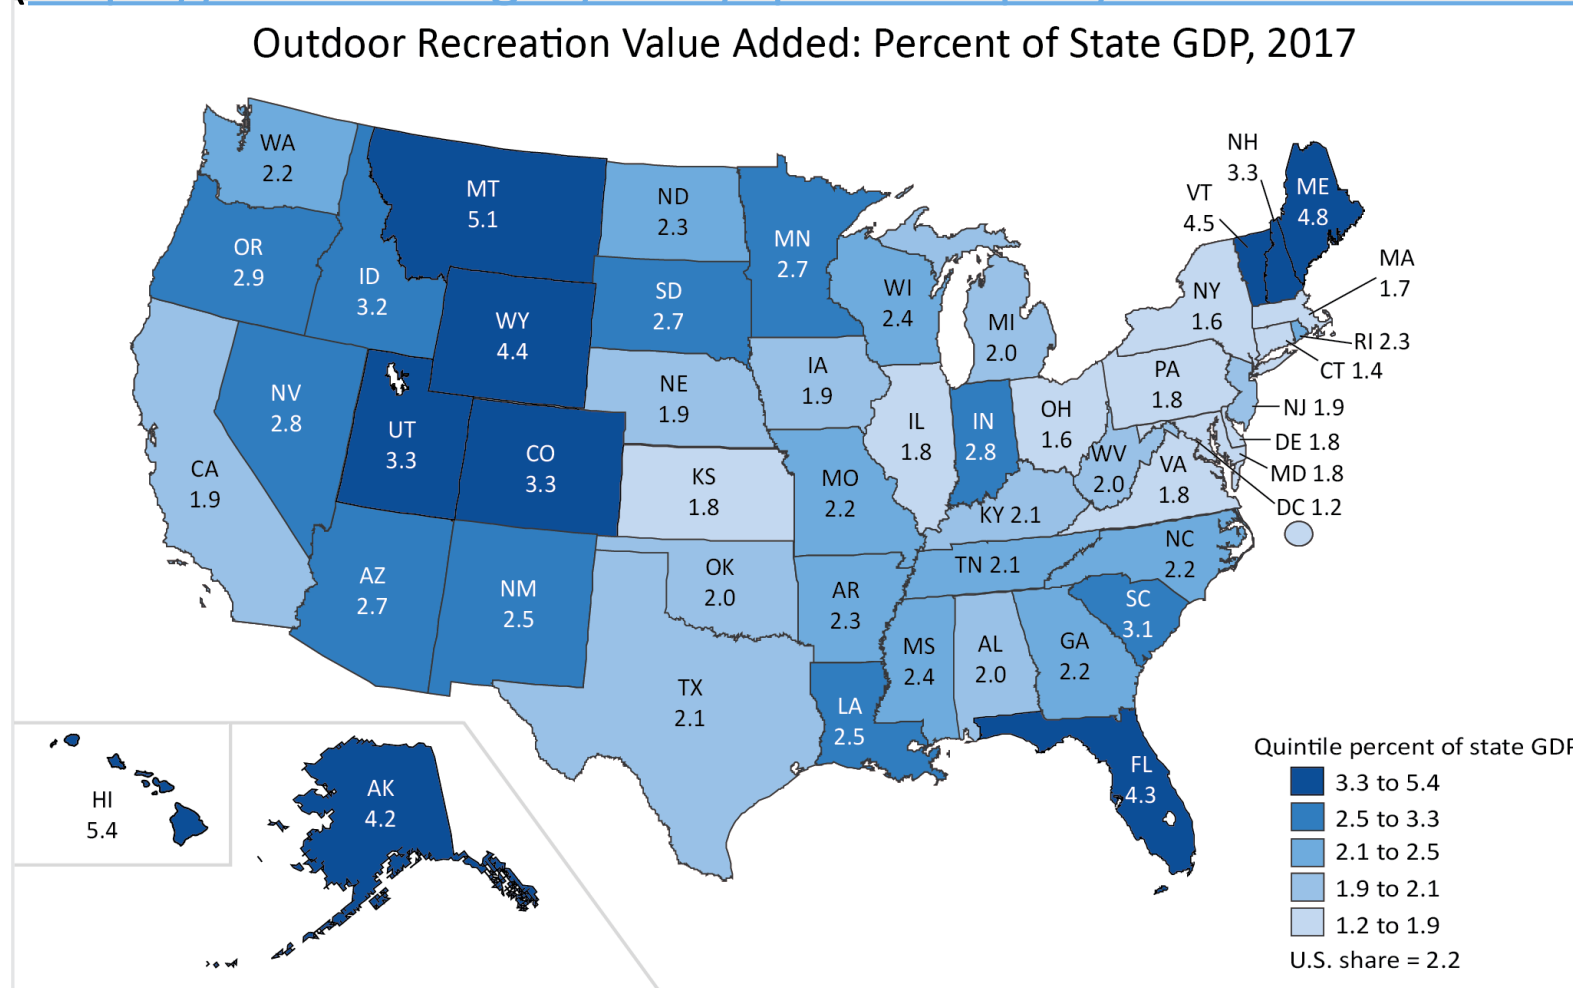 Outdoor Recreation Value Added: Percent of State GDP, 2017
WA
2.2
OR
2.9
ID
3.2
MT
5.1
WY
4.4
ND
2.3
SD
2.7
MN
2.7
WI
2.4
MI
2.0
NE
1.9
IA
1.9
NV
2.8
UT
3.3
CO
3.3
CA
1.9
KS
1.8
MO
2.2
IL
1.8
IN
2.8
OH
1.6
KY 2.1
WV
2.0
VA
1.8
PA
1.8
NY
1.6
VT
4.5
NH
3.3
ME
4.8
MA
1.7
RI 2.3
CT 1.4
NJ 1.9
DE 1.8
MD 1.8
DC 1.2
AZ
2.7
NM
2.5
OK
2.0
AR
2.3
TN 2.1
NC
2.2
SC
3.1
MS
2.4
AL
2.0
GA
2.2
TX
2.1
LA
2.5
FL
4.3
HI
5.4
AK
4.2
Quintile percent of state GDP
3.3 to 5.4
2.5 to 3.3
2.1 to 2.5
1.9 to 2.1
1.2 to 1.9
U.S. share = 2.2